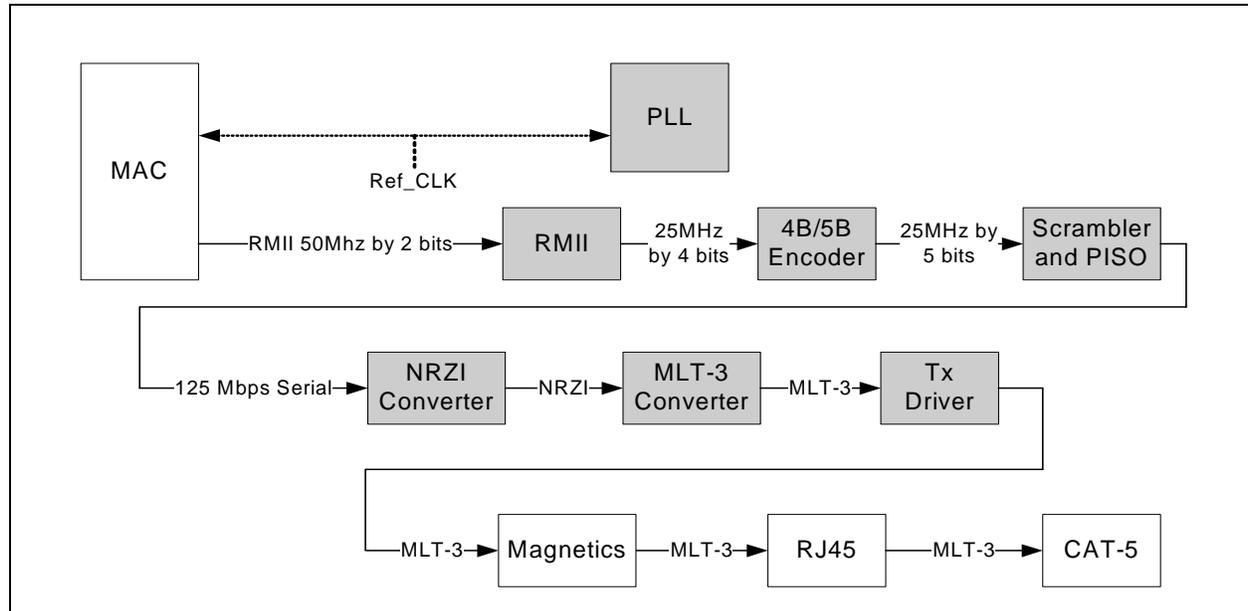 MAC
PLL
Ref_CLK
RMII 50Mhz by 2 bits
RMII
25MHz
by 4 bits
4B/5B
Encoder
25MHz by
5 bits
Scrambler
and PISO
125 Mbps Serial
NRZI
Converter
NRZI
MLT-3
Converter
MLT-3
Tx
Driver
MLT-3
Magnetics
MLT-3
RJ45
MLT-3
CAT-5